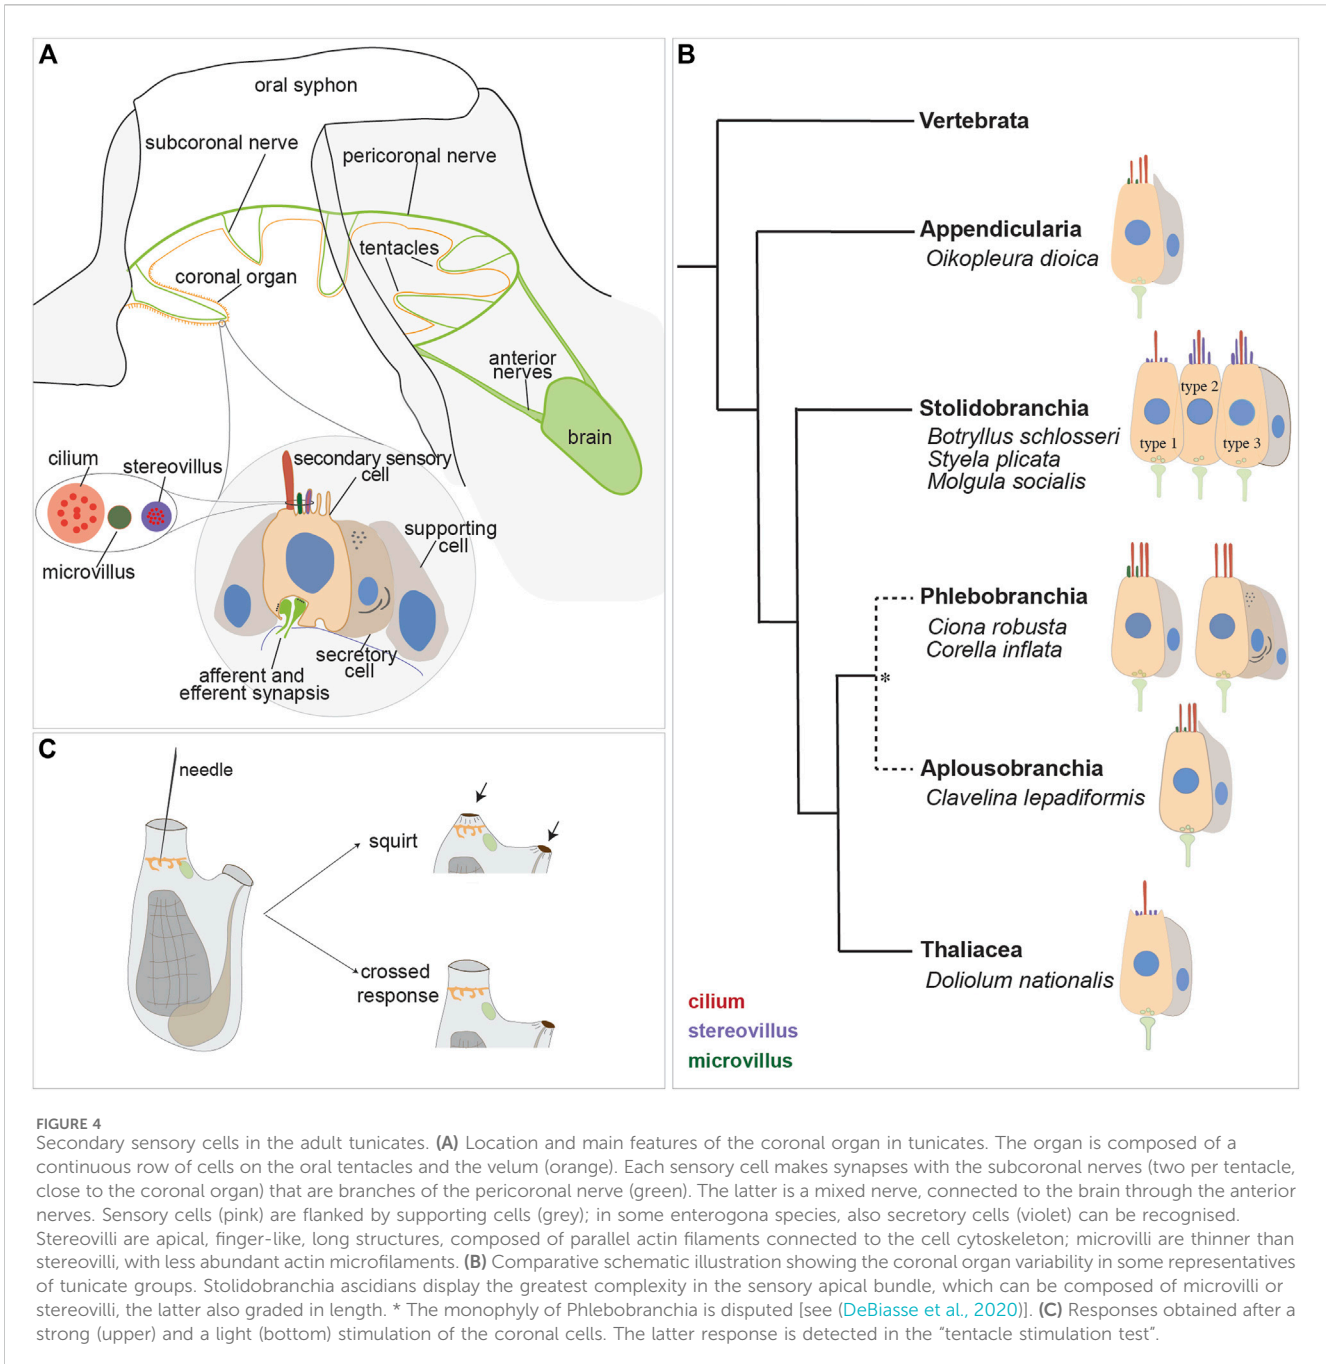 A
oral syphon
subcoronal nerve
pericoronal nerve
tentacles
coronal organ
anterior
nerves
brain
cilium
stereovillus
secondary sensory
cell
supporting
cell
microvillus
secretory
cell
afferent and
efferent synapsis
B
Vertebrata
Appendicularia
Oikopleura dioica
Stolidobranchia
Botryllus schlosseri
Styela plicata
Molgula socialis
type 1
type 2
type 3
Phlebobranchia
Ciona robusta
Corella inflata
*
Aplousobranchia
Clavelina lepadiformis
Thaliacea
Doliolum nationalis
cilium
stereovillus
microvillus
C
needle
squirt
crossed
response
FIGURE 4
Secondary sensory cells in the adult tunicates. (A) Location and main features of the coronal organ in tunicates. The organ is composed of a
continuous row of cells on the oral tentacles and the velum (orange). Each sensory cell makes synapses with the subcoronal nerves (two per tentacle,
close to the coronal organ) that are branches of the pericoronal nerve (green). The latter is a mixed nerve, connected to the brain through the anterior
nerves. Sensory cells (pink) are flanked by supporting cells (grey); in some enterogona species, also secretory cells (violet) can be recognised.
Stereovilli are apical, finger-like, long structures, composed of parallel actin filaments connected to the cell cytoskeleton; microvilli are thinner than
stereovilli, with less abundant actin microfilaments. (B) Comparative schematic illustration showing the coronal organ variability in some representatives
of tunicate groups. Stolidobranchia ascidians display the greatest complexity in the sensory apical bundle, which can be composed of microvilli or
stereovilli, the latter also graded in length. * The monophyly of Phlebobranchia is disputed [see (DeBiasse et al., 2020)]. (C) Responses obtained after a
strong (upper) and a light (bottom) stimulation of the coronal cells. The latter response is detected in the “tentacle stimulation test”.